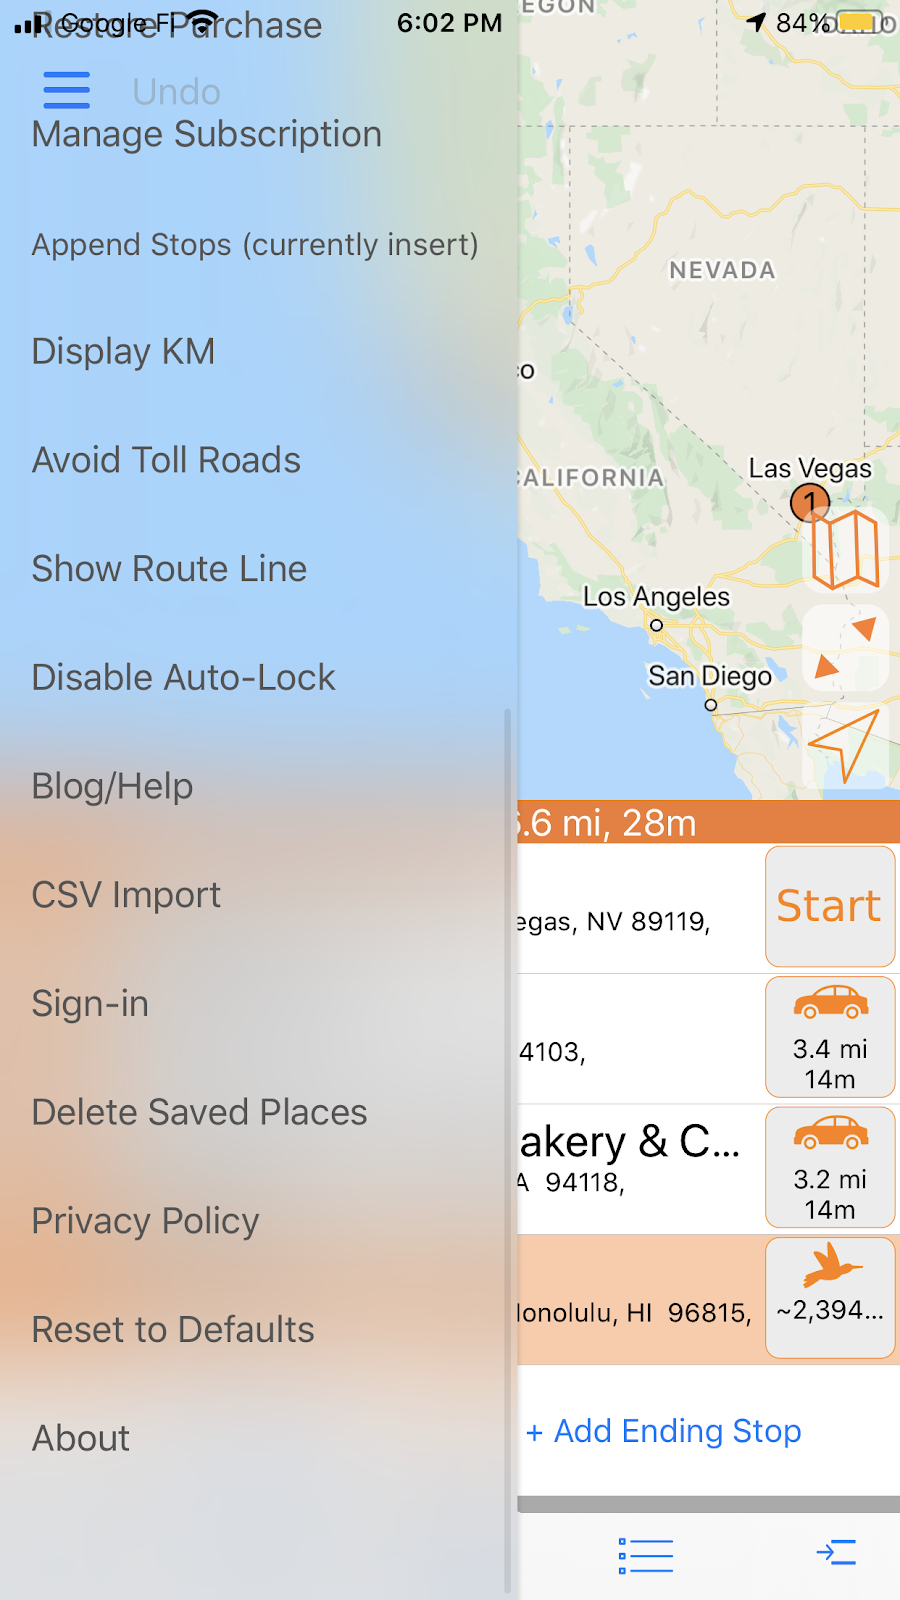 Restore Purchase
Google Fi
6:02 PM
84%
Undo
Manage Subscription
Append Stops (currently insert)
Display KM
Avoid Toll Roads
Show Route Line
Disable Auto-Lock
Blog/Help
CSV Import
Sign-in
Delete Saved Places
Privacy Policy
Reset to Defaults
About
EGON
IDAHO
NEVADA
co
CALIFORNIA
Las Vegas
1
Los Angeles
San Diego
6.6 mi, 28m
egas, NV 89119,
Start
4103,
3.4 mi
14m
akery & C...
A 94118,
3.2 mi
14m
Honolulu, HI 96815,
~2,394...
+ Add Ending Stop